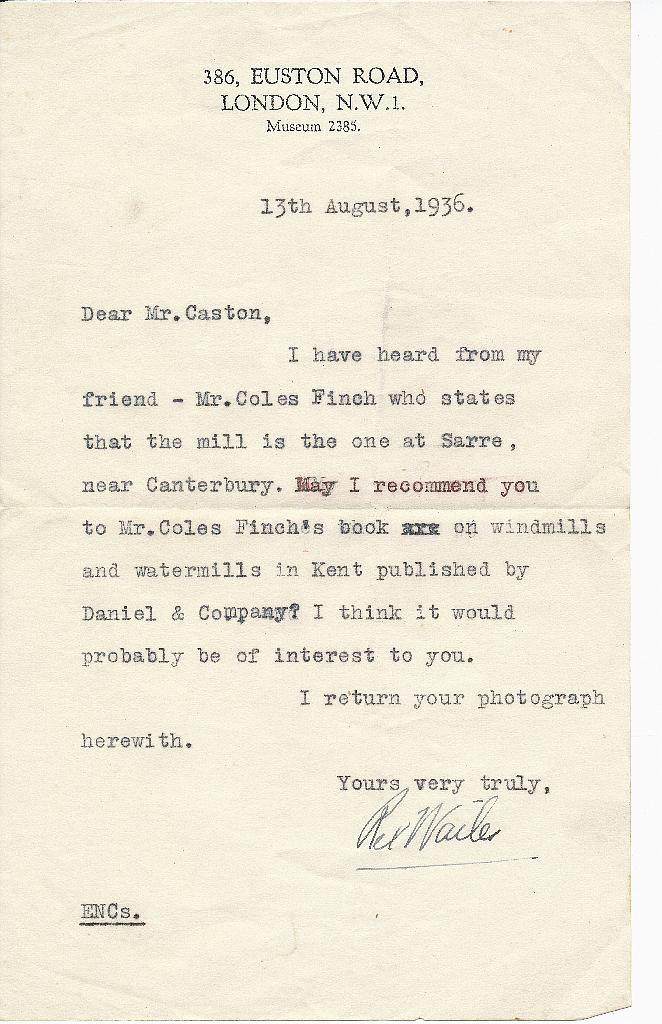 386, EUSTON ROAD,
LONDON, N.W.1.
Museum 2385.
13th August,1936.
Dear Mr.Caston,
I have heard from my
friend - Mr.Coles Finch who states
that the mill is the one at Sarre,
near Canterbury. May I recommend you
to Mr.Coles Finch's book are on windmills
and watermills in Kent published by
Daniel & Company? I think it would
probably be of interest to you.
I return your photograph
herewith.
Yours very truly,
Rex Wailes
ENCs.